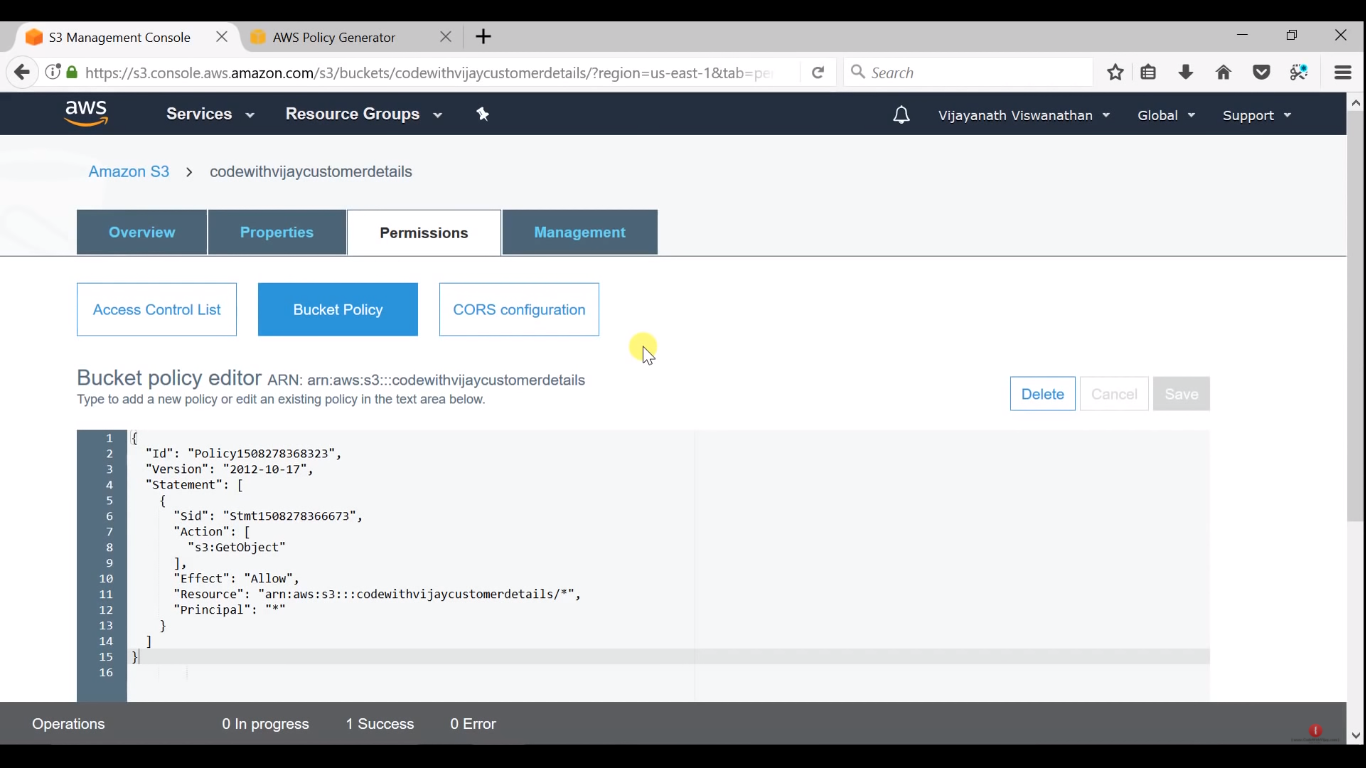 S3 Management Console
AWS Policy Generator
https://s3.console.aws.amazon.com/s3/buckets/codewithvijaycustomerdetails/?region=us-east-1&tab=pe
Search
aws
Services
Resource Groups
Vijayanath Viswanathan
Global
Support
Amazon S3 > codewithvijaycustomerdetails
Overview
Properties
Permissions
Management
Access Control List
Bucket Policy
CORS configuration
Bucket policy editor ARN: arn:aws:s3:::codewithvijaycustomerdetails
Type to add a new policy or edit an existing policy in the text area below.
Delete
Cancel
Save
1 {
2 "Id": "Policy1508278368323",
3 "Version": "2012-10-17",
4 "Statement": [
5 {
6 "Sid": "Stmt1508278366673",
7 "Action": [
8 "s3:GetObject"
9 ],
10 "Effect": "Allow",
11 "Resource": "arn:aws:s3:::codewithvijaycustomerdetails/*",
12 "Principal": "*"
13 }
14 ]
15 }
16
Operations
0 In progress
1 Success
0 Error